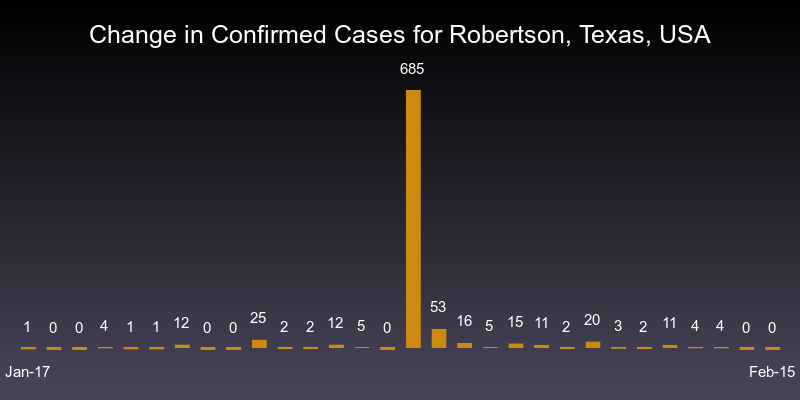 Change in Confirmed Cases for Robertson, Texas, USA
685
53
1 0 0 4 1 1 12 0 0 25 2 2 12 5 0 16 5 15 11 2 20 3 2 11 4 4 0 0
Jan-17 Feb-15